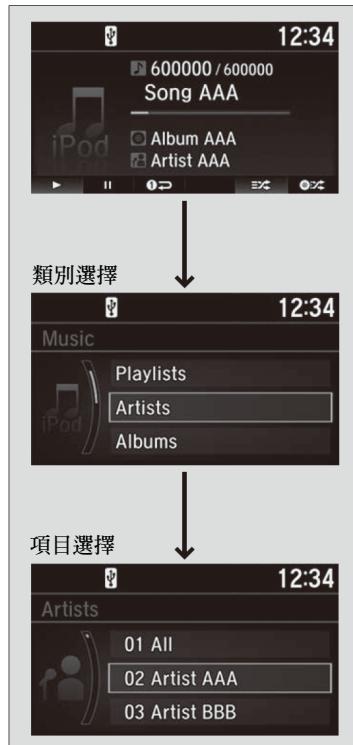 12:34
600000 / 600000
Song AAA
iPod
Album AAA
Artist AAA
類別選擇
12:34
Music
Playlists
iPod
Artists
Albums
項目選擇
12:34
Artists
01 All
02 Artist AAA
03 Artist BBB